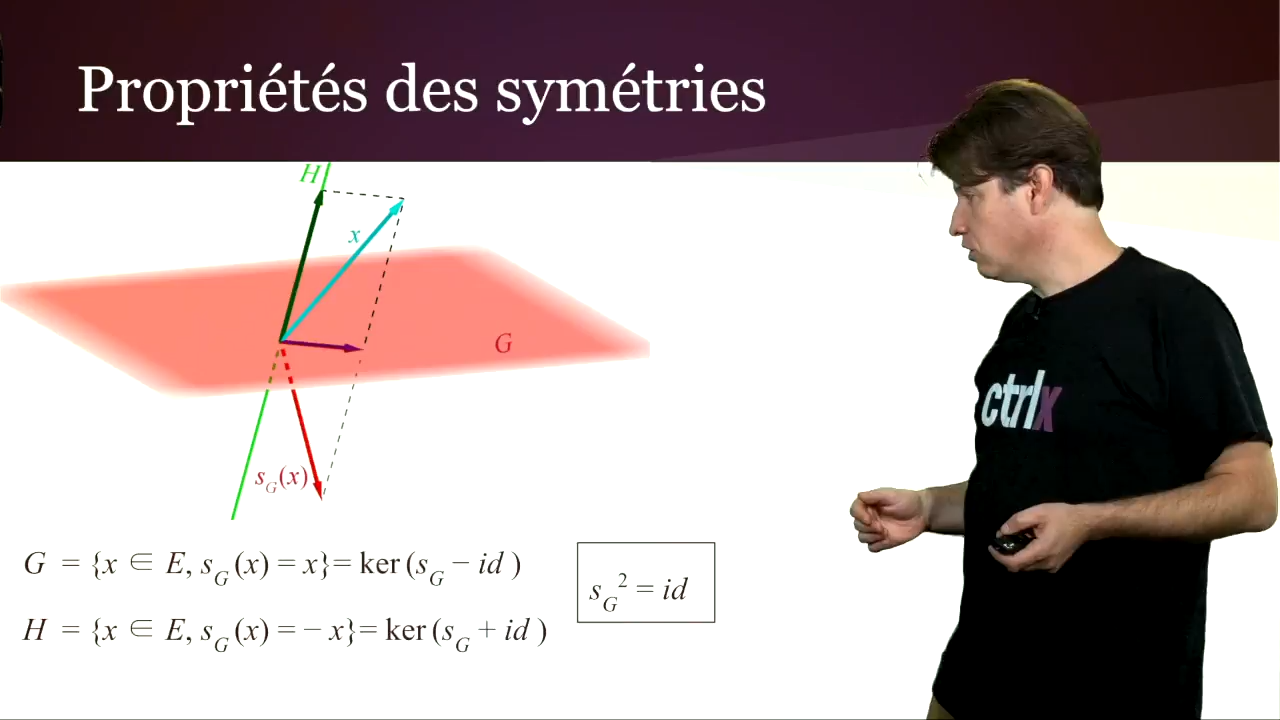 Propriétés des symétries
H
x
G
s_G(x)
G = {x ∈ E, s_G(x) = x}= ker (s_G − id )
s_G² = id
H = {x ∈ E, s_G(x) = − x}= ker (s_G + id )
ctrlx